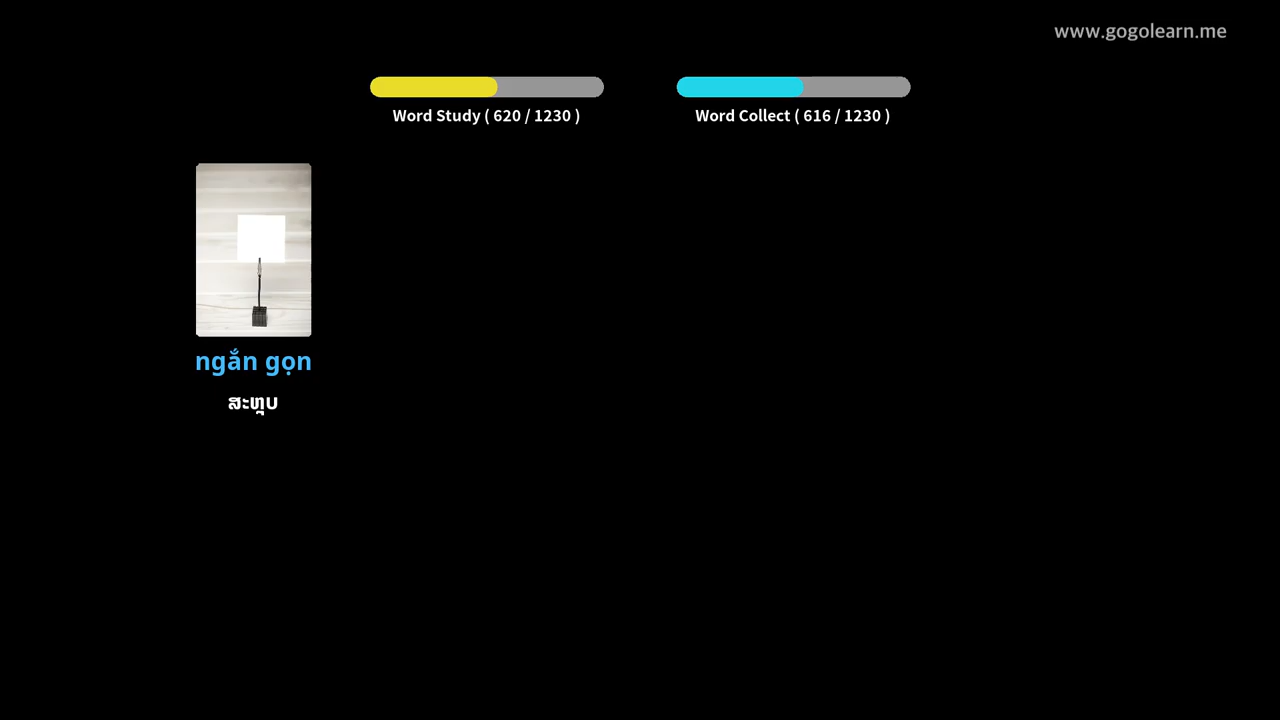 www.gogolearn.me
Word Study ( 620 / 1230 )
Word Collect ( 616 / 1230 )
ngắn gọn
ສະຫຼຸບ